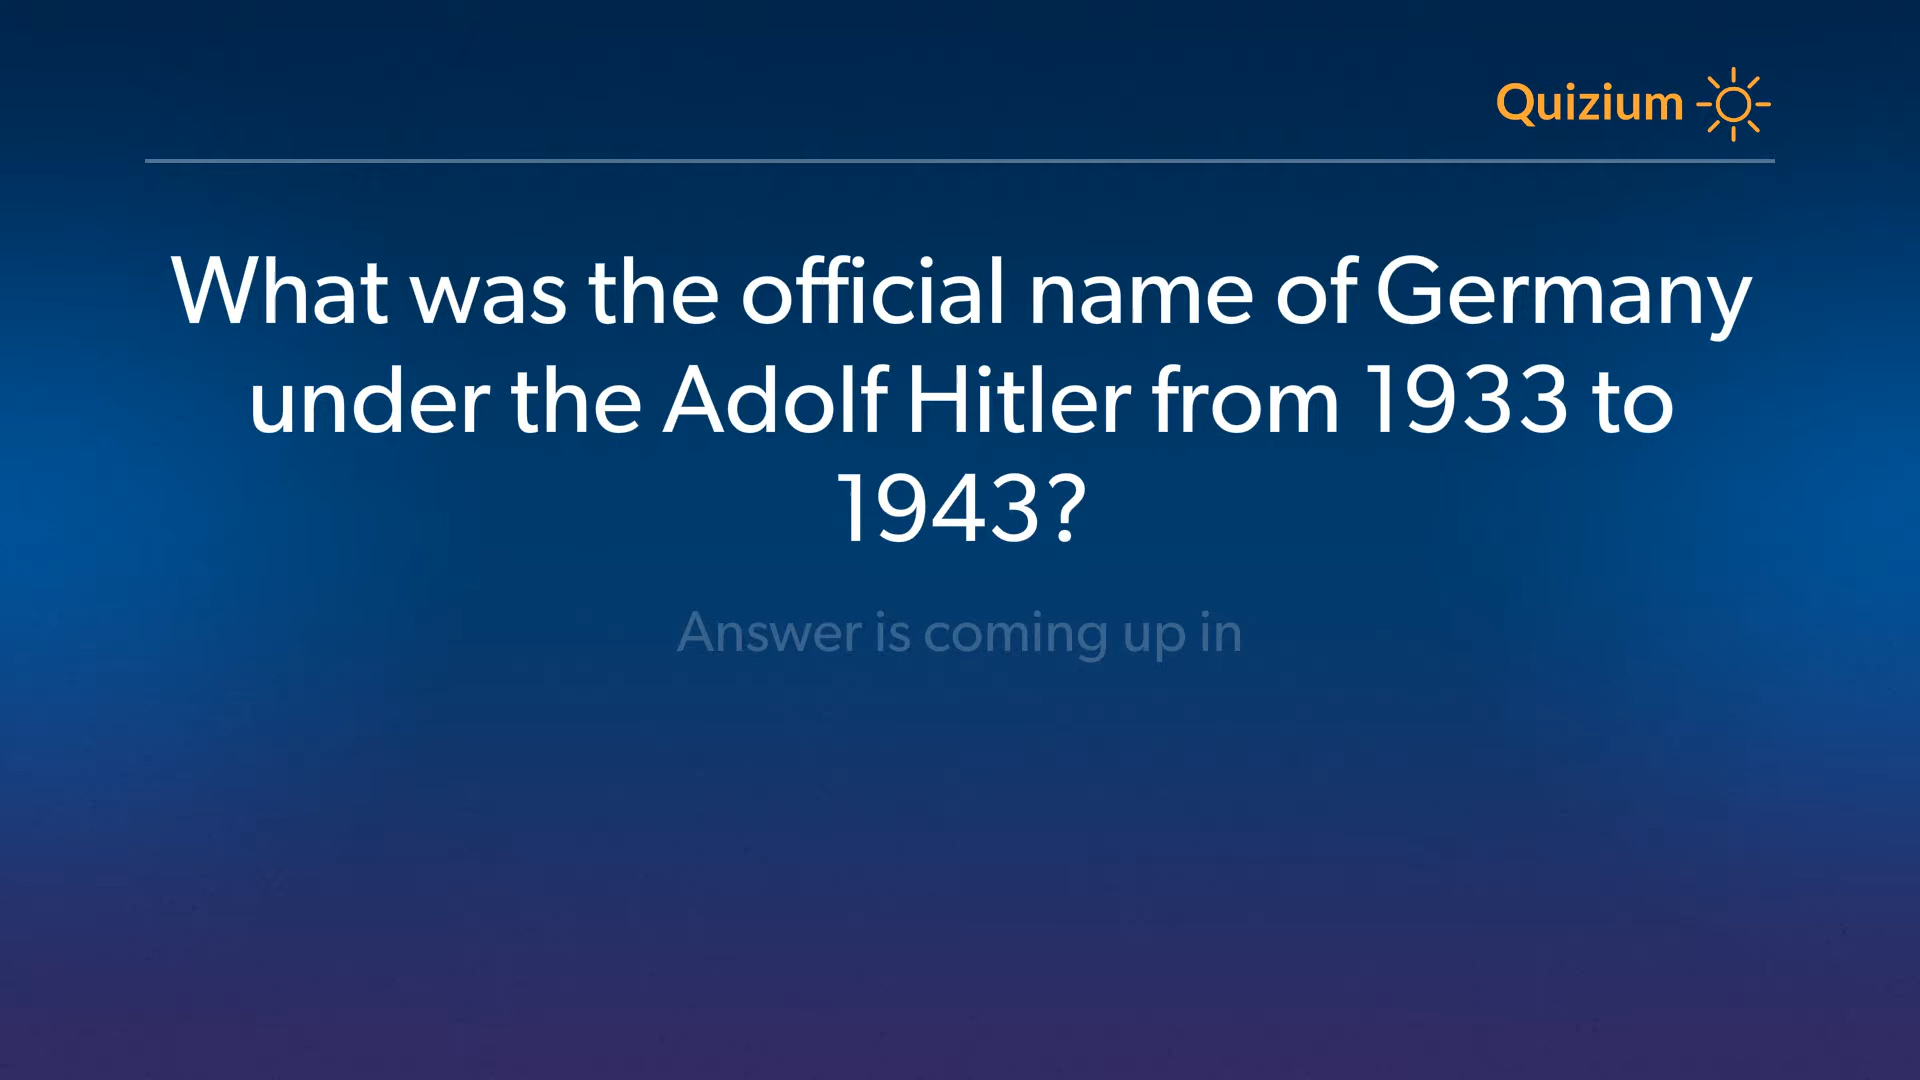 Quizium
What was the official name of Germany
under the Adolf Hitler from 1933 to
1943?
Answer is coming up in